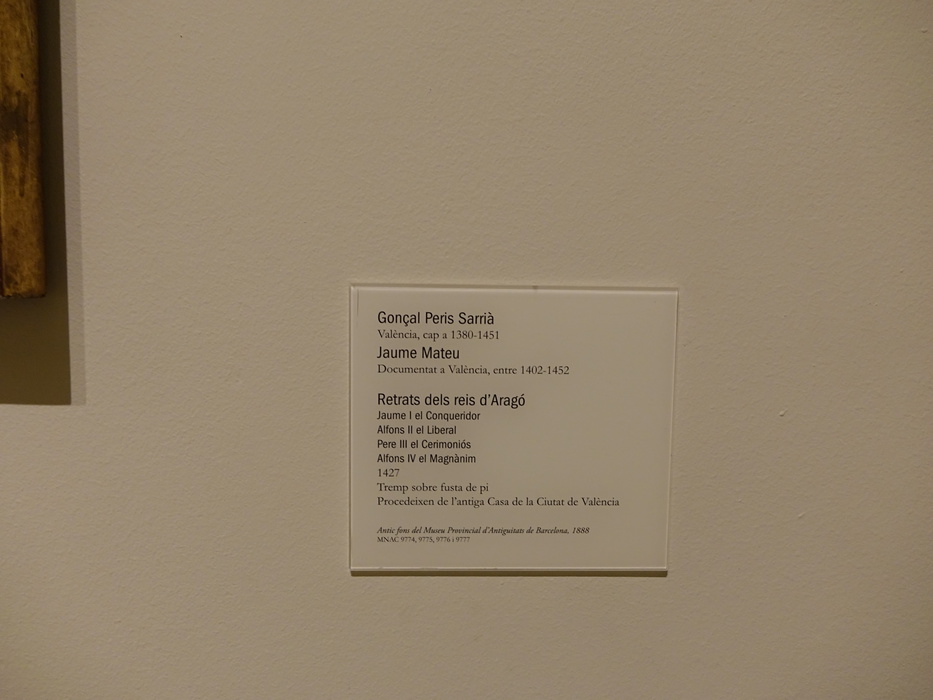 Gonçal Peris Sarrià
València, cap a 1380-1451
Jaume Mateu
Documentat a València, entre 1402-1452
Retrats dels reis d'Aragó
Jaume I el Conqueridor
Alfons II el Liberal
Pere III el Cerimoniós
Alfons IV el Magnànim
1427
Tremp sobre fusta de pi
Procedeixen de l'antiga Casa de la Ciutat de València
Antic fons del Museu Provincial d'Antiguitats de Barcelona, 1888
MNAC 9774, 9775, 9776 i 9777